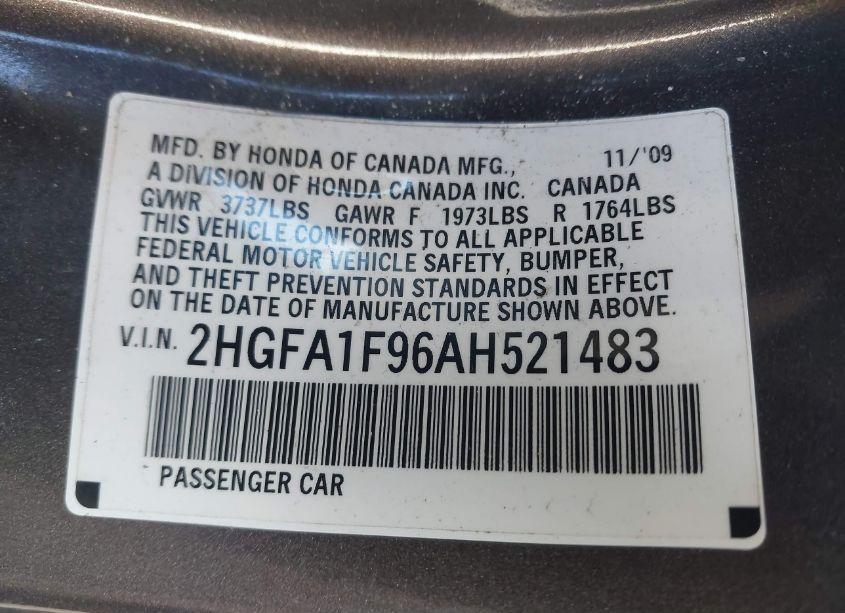 MFD. BY HONDA OF CANADA MFG., 11/'09
A DIVISION OF HONDA CANADA INC. CANADA
GVWR 3737LBS GAWR F 1973LBS R 1764LBS
THIS VEHICLE CONFORMS TO ALL APPLICABLE
FEDERAL MOTOR VEHICLE SAFETY, BUMPER,
AND THEFT PREVENTION STANDARDS IN EFFECT
ON THE DATE OF MANUFACTURE SHOWN ABOVE.
V.I.N. 2HGFA1F96AH521483
PASSENGER CAR